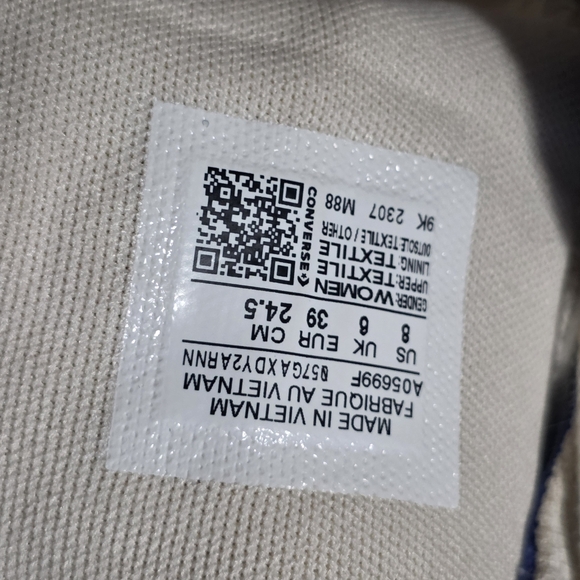 MADE IN VIETNAM
FABRIQUE AU VIETNAM
A05699F 057GAXDY2ARNN
US UK EUR CM
8 6 39 24.5
GENDER: WOMEN
UPPER: TEXTILE
LINING: TEXTILE
OUTSOLE: TEXTILE / OTHER
9K 2307 M88
CONVERSE